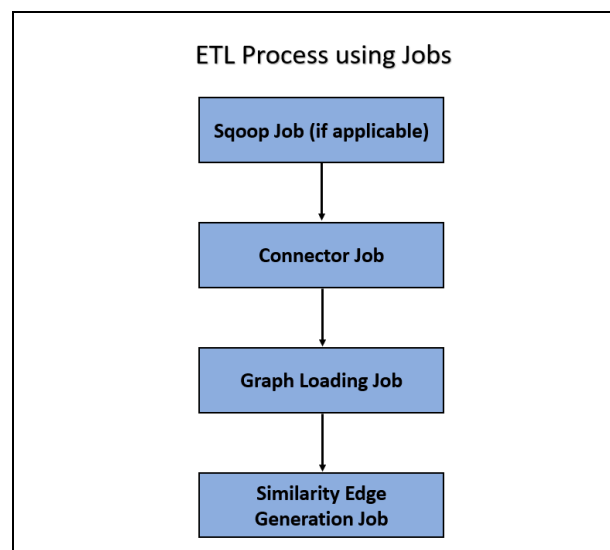 ETL Process using Jobs
Sqoop Job (if applicable)
Connector Job
Graph Loading Job
Similarity Edge
Generation Job